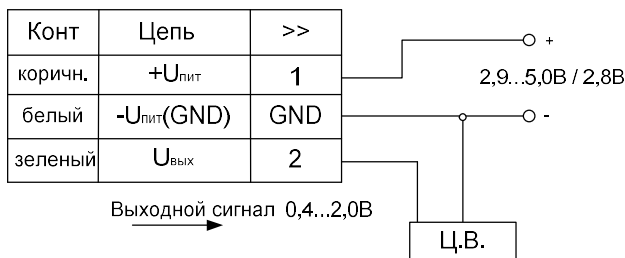 Конт Цепь >>
коричн. +Uпит 1
белый -Uпит(GND) GND
зеленый Uвых 2
+
2,9...5,0В / 2,8В
-
Выходной сигнал 0,4...2,0В
Ц.В.